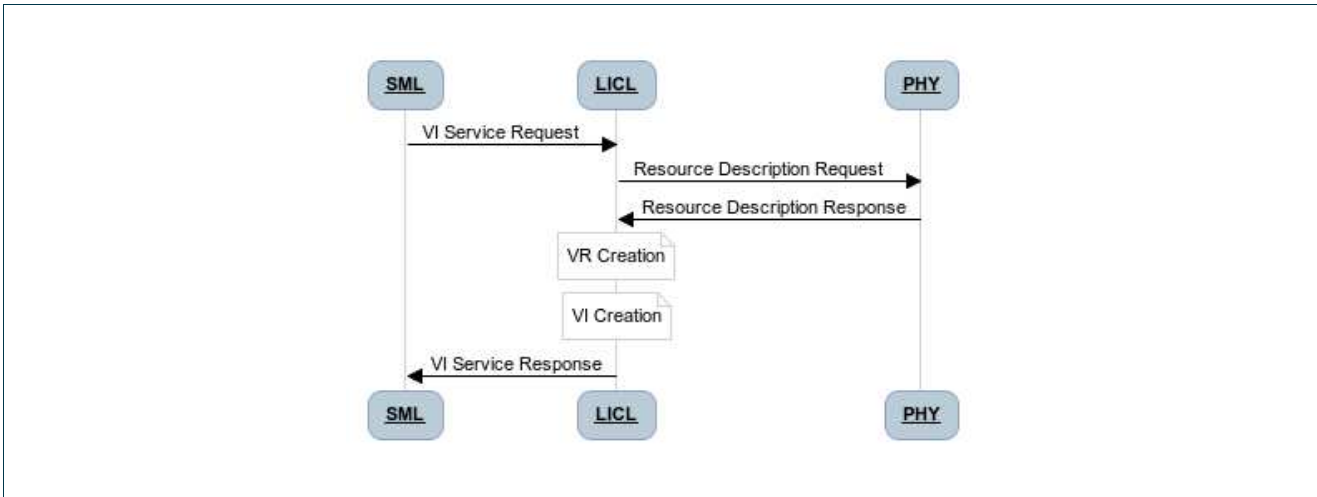 SML LICL PHY
VI Service Request
Resource Description Request
Resource Description Response
VR Creation
VI Creation
VI Service Response
SML LICL PHY